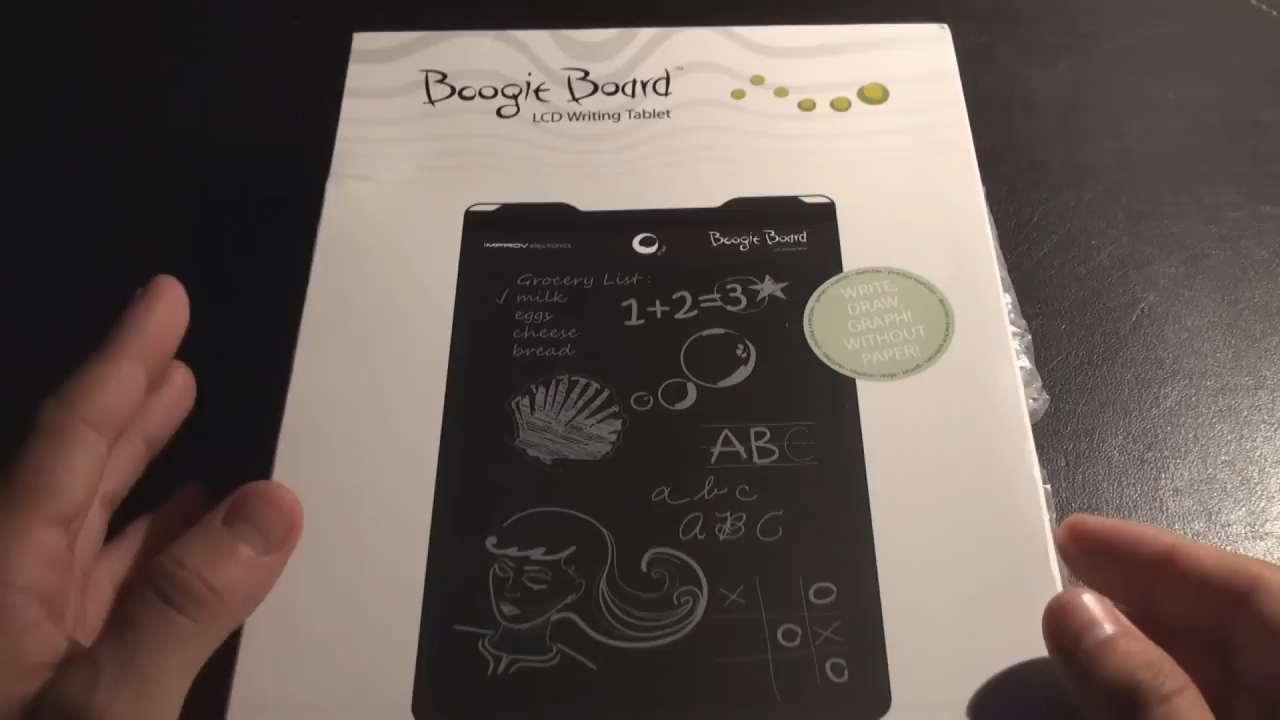 Boogie Board™
LCD Writing Tablet
IMPROV electronics
Boogie Board
Grocery List:
✓ milk
eggs
cheese
bread
1+2=3
WRITE,
DRAW,
GRAPH!
WITHOUT
PAPER!
ABC
a b c
A B C
X O
O X
O